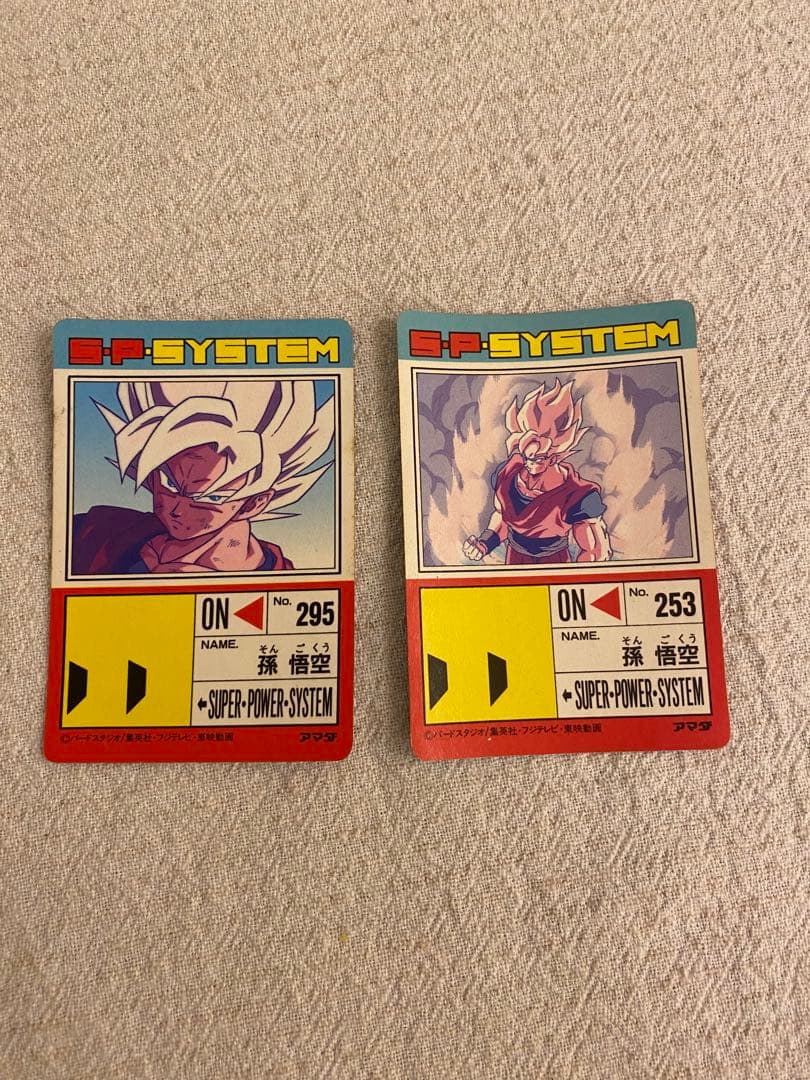 S・P・SYSTEM
ON
No. 295
NAME.
そん ごくう
孫 悟空
←SUPER・POWER・SYSTEM
©バードスタジオ/集英社・フジテレビ・東映動画
アマダ
S・P・SYSTEM
ON
No. 253
NAME.
そん ごくう
孫 悟空
←SUPER・POWER・SYSTEM
©バードスタジオ/集英社・フジテレビ・東映動画
アマダ